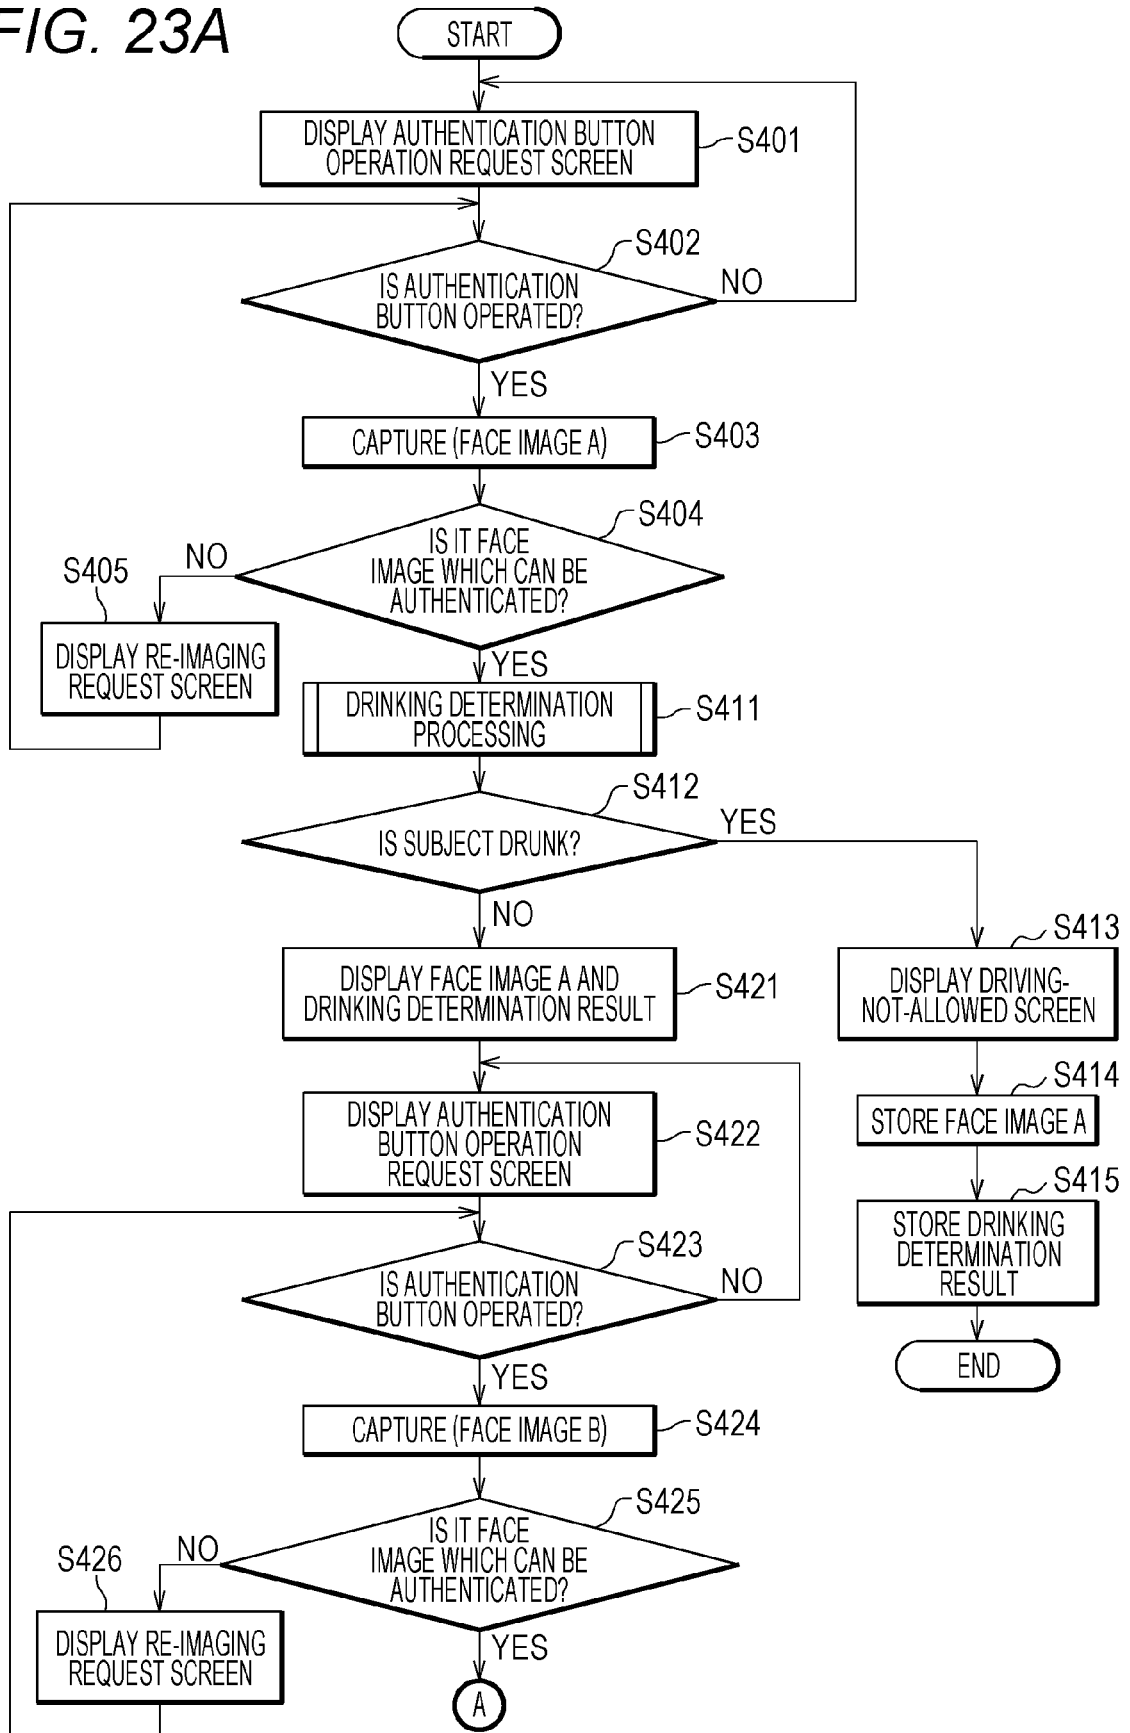 FIG. 23A
START
DISPLAY AUTHENTICATION BUTTON
OPERATION REQUEST SCREEN
S401
S402
IS AUTHENTICATION
BUTTON OPERATED?
NO
YES
CAPTURE (FACE IMAGE A)
S403
S404
IS IT FACE
IMAGE WHICH CAN BE
AUTHENTICATED?
NO
S405
DISPLAY RE-IMAGING
REQUEST SCREEN
YES
DRINKING DETERMINATION
PROCESSING
S411
S412
IS SUBJECT DRUNK?
YES
NO
S413
DISPLAY DRIVING-
NOT-ALLOWED SCREEN
S414
STORE FACE IMAGE A
S415
STORE DRINKING
DETERMINATION
RESULT
END
DISPLAY FACE IMAGE A AND
DRINKING DETERMINATION RESULT
S421
DISPLAY AUTHENTICATION
BUTTON OPERATION
REQUEST SCREEN
S422
S423
IS AUTHENTICATION
BUTTON OPERATED?
NO
YES
CAPTURE (FACE IMAGE B)
S424
S425
IS IT FACE
IMAGE WHICH CAN BE
AUTHENTICATED?
NO
S426
DISPLAY RE-IMAGING
REQUEST SCREEN
YES
A